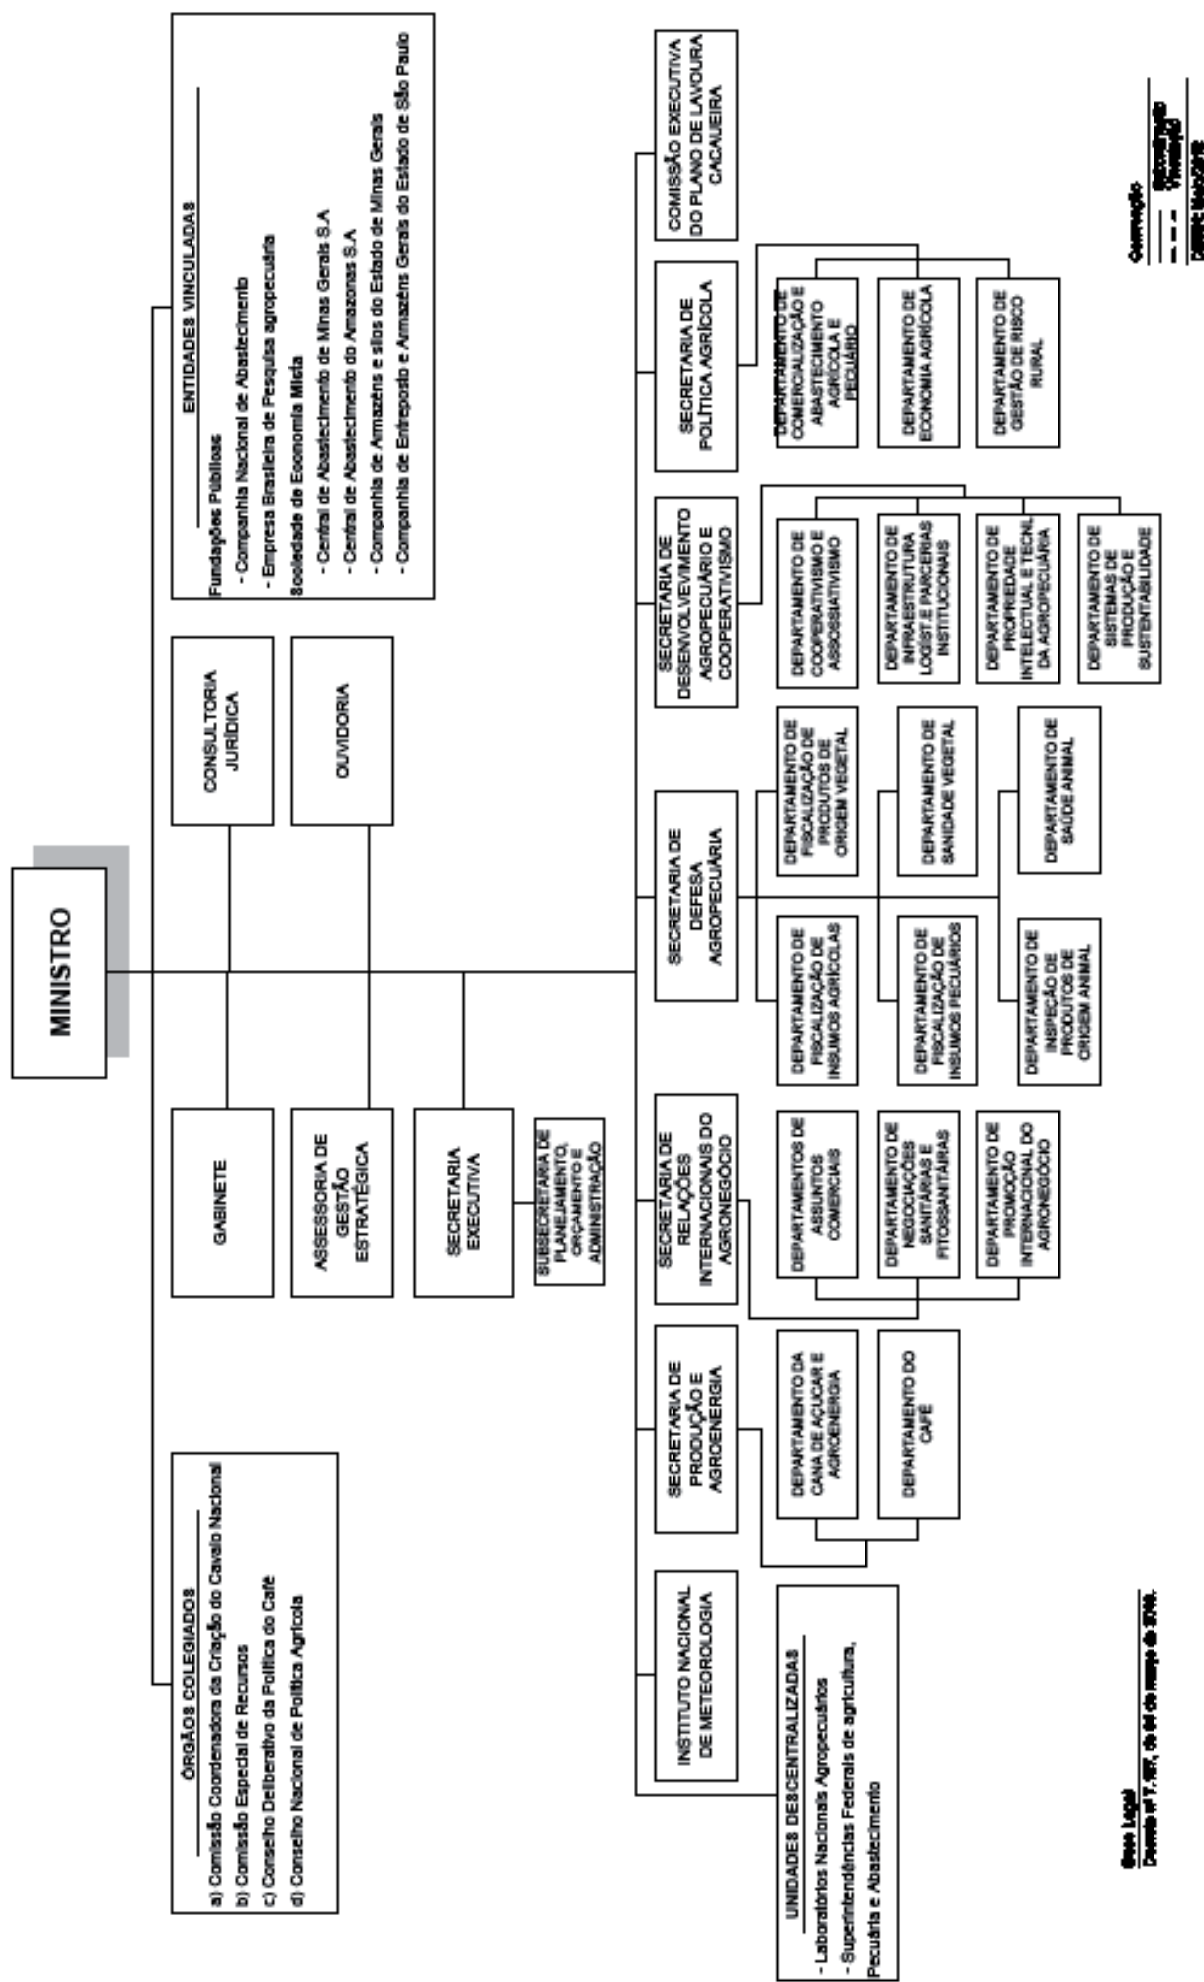 MINISTRO
ÓRGÃOS COLEGIADOS
a) Comissão Coordenadora da Criação do Cavalo Nacional
b) Comissão Especial de Recursos
c) Conselho Deliberativo da Política do Café
d) Conselho Nacional de Política Agrícola
GABINETE
ASSESSORIA DE
GESTÃO
ESTRATÉGICA
SECRETARIA
EXECUTIVA
SUBSECRETARIA DE
PLANEJAMENTO,
ORÇAMENTO E
ADMINISTRAÇÃO
CONSULTORIA
JURÍDICA
OUVIDORIA
ENTIDADES VINCULADAS
Fundações Públicas
- Companhia Nacional de Abastecimento
- Empresa Brasileira de Pesquisa agropecuária
Sociedade de Economia Mista
- Central de Abastecimento de Minas Gerais S.A
- Central de Abastecimento do Amazonas S.A
- Companhia de Armazéns e silos do Estado de Minas Gerais
- Companhia de Entreposto e Armazéns Gerais do Estado de São Paulo
INSTITUTO NACIONAL
DE METEOROLOGIA
UNIDADES DESCENTRALIZADAS
- Laboratórios Nacionais Agropecuários
- Superintendências Federais de agricultura,
Pecuária e Abastecimento
SECRETARIA DE
PRODUÇÃO E
AGROENERGIA
DEPARTAMENTO DA
CANA DE AÇUCAR E
AGROENERGIA
DEPARTAMENTO DO
CAFÉ
SECRETARIA DE
RELAÇÕES
INTERNACIONAIS DO
AGRONEGÓCIO
DEPARTAMENTOS DE
ASSUNTOS
COMERCIAIS
DEPARTAMENTO DE
NEGOCIAÇÕES
SANITÁRIAS E
FITOSSANITÁIRAS
DEPARTAMENTO DE
PROMOÇÃO
INTERNACIONAL DO
AGRONEGÓCIO
SECRETARIA DE
DEFESA
AGROPECUÁRIA
DEPARTAMENTO DE
FISCALIZAÇÃO DE
INSUMOS AGRÍCOLAS
DEPARTAMENTO DE
FISCALIZAÇÃO DE
PRODUTOS DE
ORIGEM VEGETAL
DEPARTAMENTO DE
FISCALIZAÇÃO DE
INSUMOS PECUÁRIOS
DEPARTAMENTO DE
SANIDADE VEGETAL
DEPARTAMENTO DE
INSPEÇÃO DE
PRODUTOS DE
ORIGEM ANIMAL
DEPARTAMENTO DE
SAÚDE ANIMAL
SECRETARIA DE
DESENVOLVEVIMENTO
AGROPECUÁRIO E
COOPERATIVISMO
DEPARTAMENTO DE
COOPERATIVISMO E
ASSOSSIATIVISMO
DEPARTAMENTO DE
INFRAESTRUTURA
LOGÍST.E PARCERIAS
INSTITUCIONAIS
DEPARTAMENTO DE
PROPRIEDADE
INTELECTUAL E TECNL
DA AGROPECUÁRIA
DEPARTAMENTO DE
SISTEMAS DE
PRODUÇÃO E
SUSTENTABILIDADE
SECRETARIA DE
POLÍTICA AGRÍCOLA
DEPARTAMENTO DE
COMERCIALIZAÇÃO E
ABASTECIMENTO
AGRÍCOLA E
PECUÁRIO
DEPARTAMENTO DE
ECONOMIA AGRÍCOLA
DEPARTAMENTO DE
GESTÃO DE RISCO
RURAL
COMISSÃO EXECUTIVA
DO PLANO DE LAVOURA
CACAUEIRA
Base Legal
Convenção